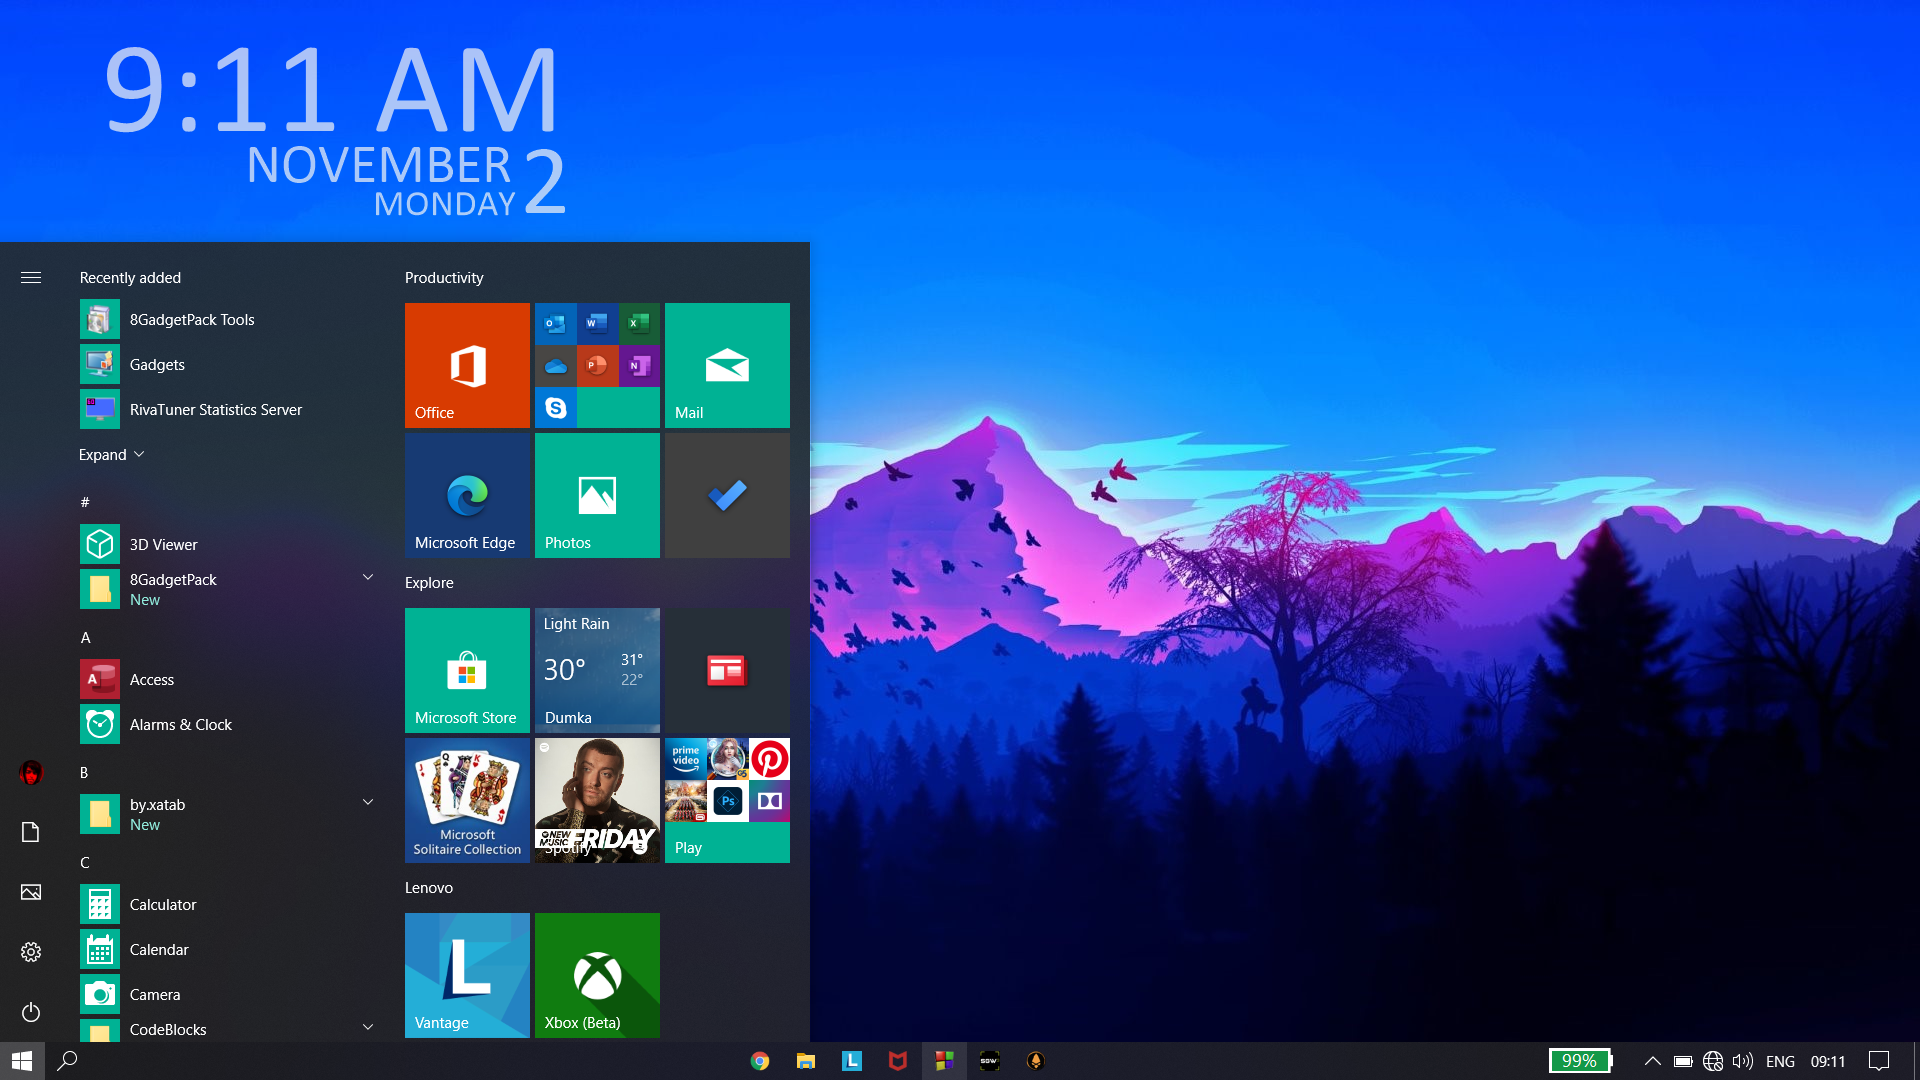 9:11 AM
NOVEMBER 2
MONDAY
Recently added
8GadgetPack Tools
Gadgets
RivaTuner Statistics Server
Expand
#
3D Viewer
8GadgetPack
New
A
Access
Alarms & Clock
B
by.xatab
New
C
Calculator
Calendar
Camera
CodeBlocks
Productivity
Office
Mail
Microsoft Edge
Photos
Explore
Microsoft Store
Light Rain
30° 31°
22°
Dumka
Microsoft
Solitaire Collection
NEW
MUSIC FRIDAY
Spotify
prime
video
Ps
Play
Lenovo
L
Vantage
Xbox (Beta)
L
99%
ENG
09:11